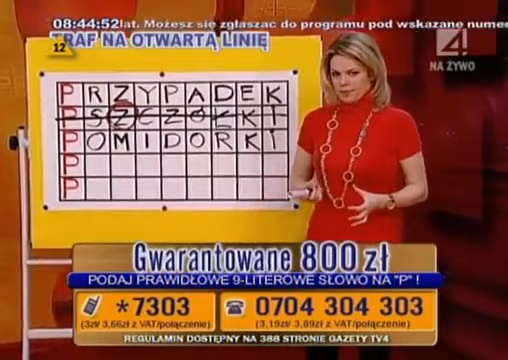 08:44:52 lat. Możesz się zgłaszac do programu pod wskazane nume
TRAF NA OTWARTĄ LINIĘ
12
4!
NA ŻYWO
PRZYPADEK
PSZCZÓŁKI
POMIDORKI
P
P
Gwarantowane 800 zł
PODAJ PRAWIDŁOWE 9-LITEROWE SŁOWO NA "P" !
*7303
(3zł/ 3,66zł z VAT/połączenie)
0704 304 303
(3,19zł/ 3,89zł z VAT/połączenie)
REGULAMIN DOSTĘPNY NA 388 STRONIE GAZETY TV4